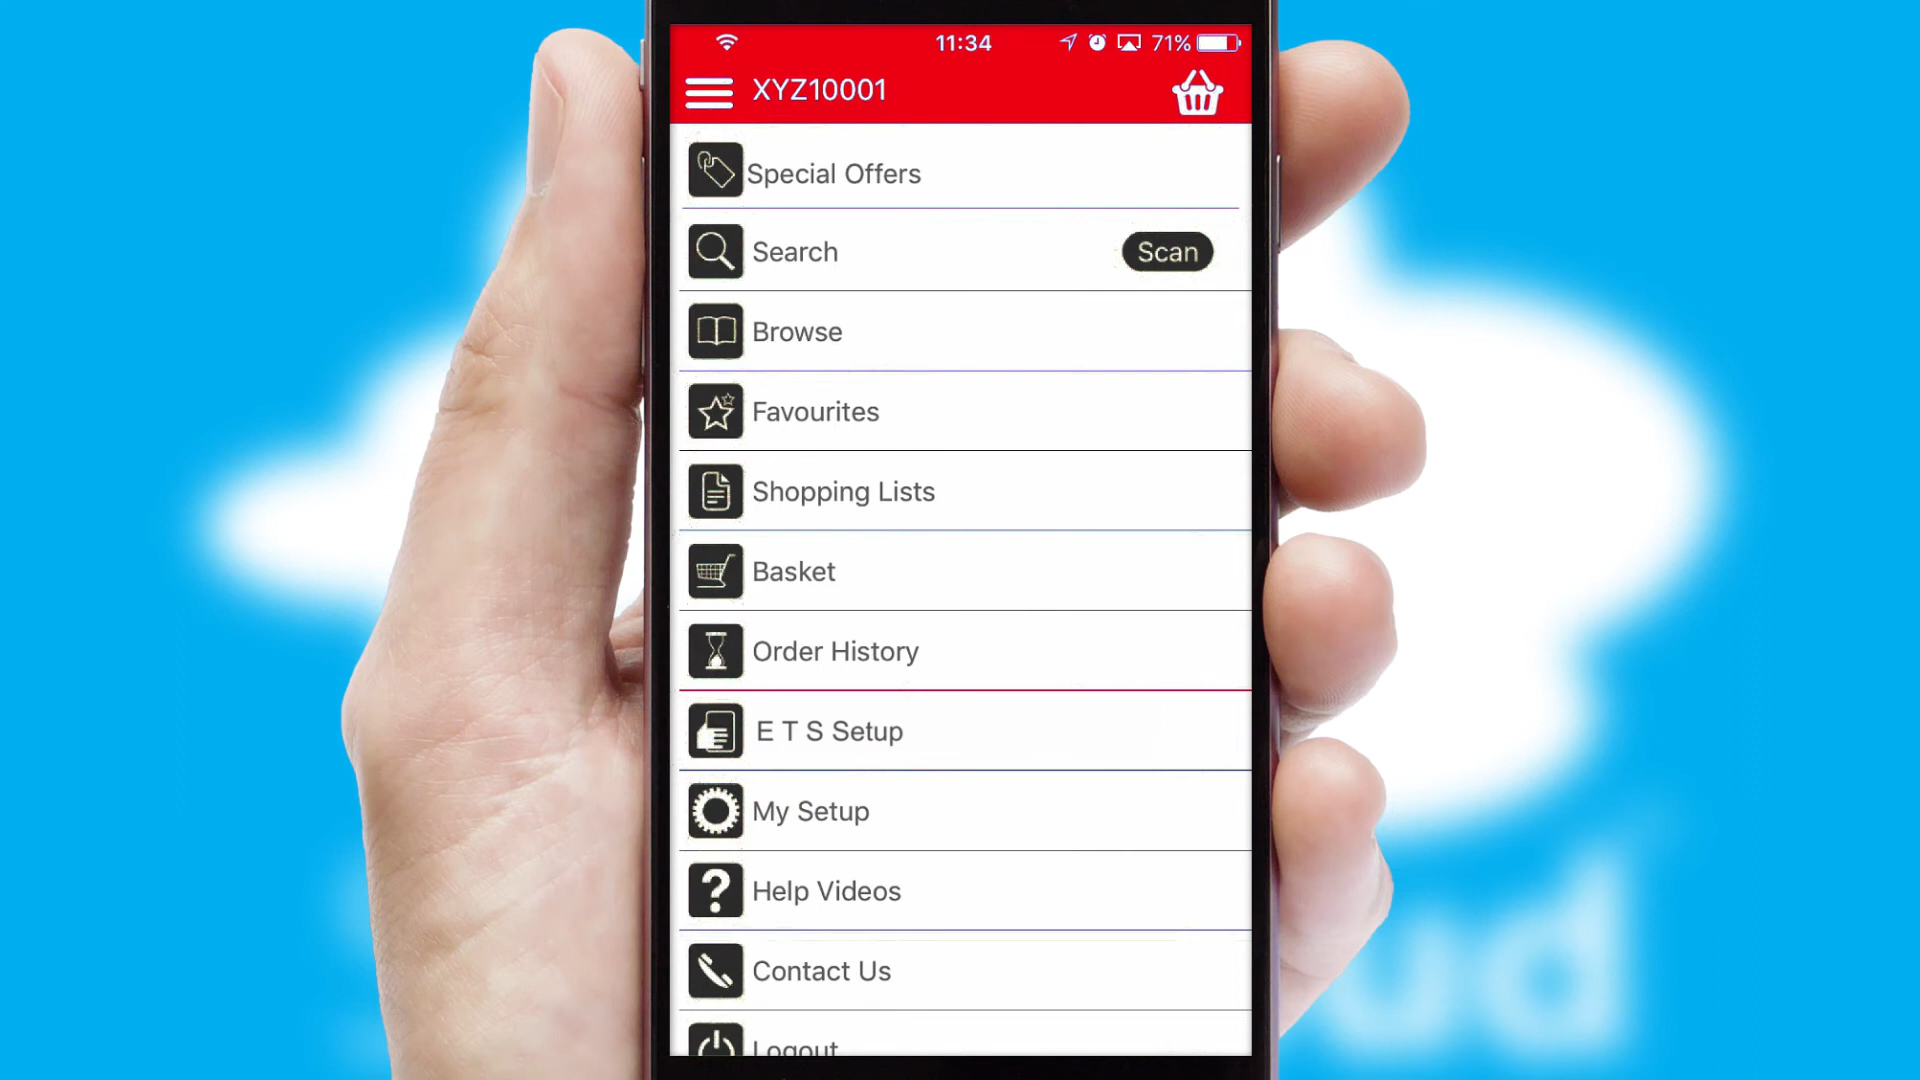 11:34 71%
XYZ10001
Special Offers
Search Scan
Browse
Favourites
Shopping Lists
Basket
Order History
E T S Setup
My Setup
Help Videos
Contact Us
Logout
ud